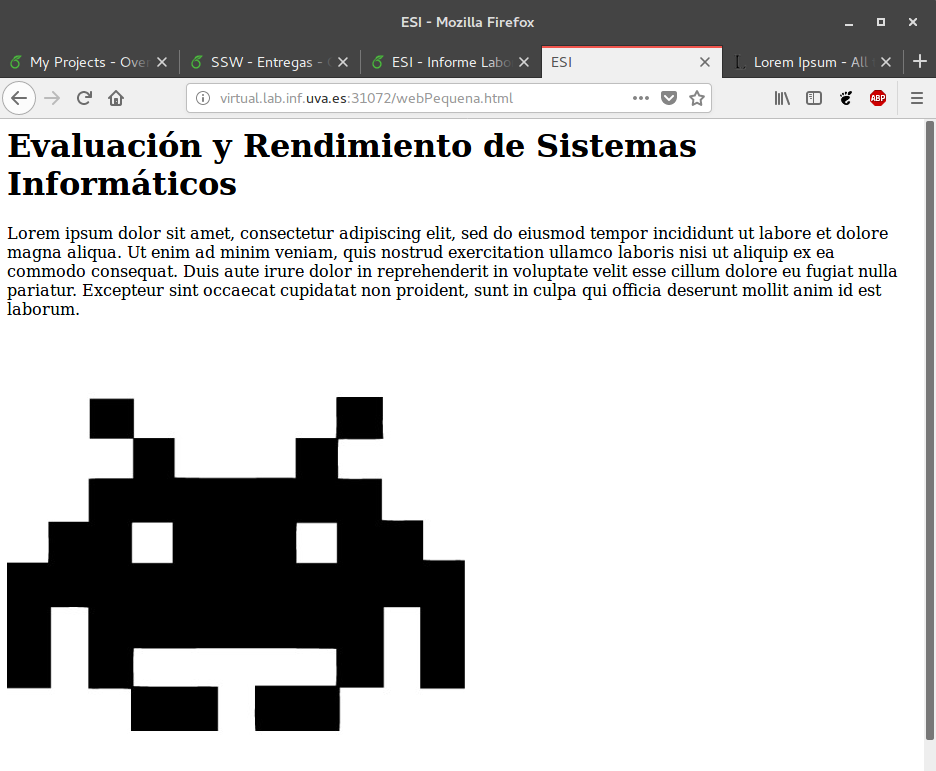 ESI - Mozilla Firefox
My Projects - Over
SSW - Entregas -
ESI - Informe Labo
ESI
Lorem Ipsum - All
virtual.lab.inf.uva.es:31072/webPequena.html
ABP
Evaluación y Rendimiento de Sistemas
Informáticos
Lorem ipsum dolor sit amet, consectetur adipiscing elit, sed do eiusmod tempor incididunt ut labore et dolore
magna aliqua. Ut enim ad minim veniam, quis nostrud exercitation ullamco laboris nisi ut aliquip ex ea
commodo consequat. Duis aute irure dolor in reprehenderit in voluptate velit esse cillum dolore eu fugiat nulla
pariatur. Excepteur sint occaecat cupidatat non proident, sunt in culpa qui officia deserunt mollit anim id est
laborum.